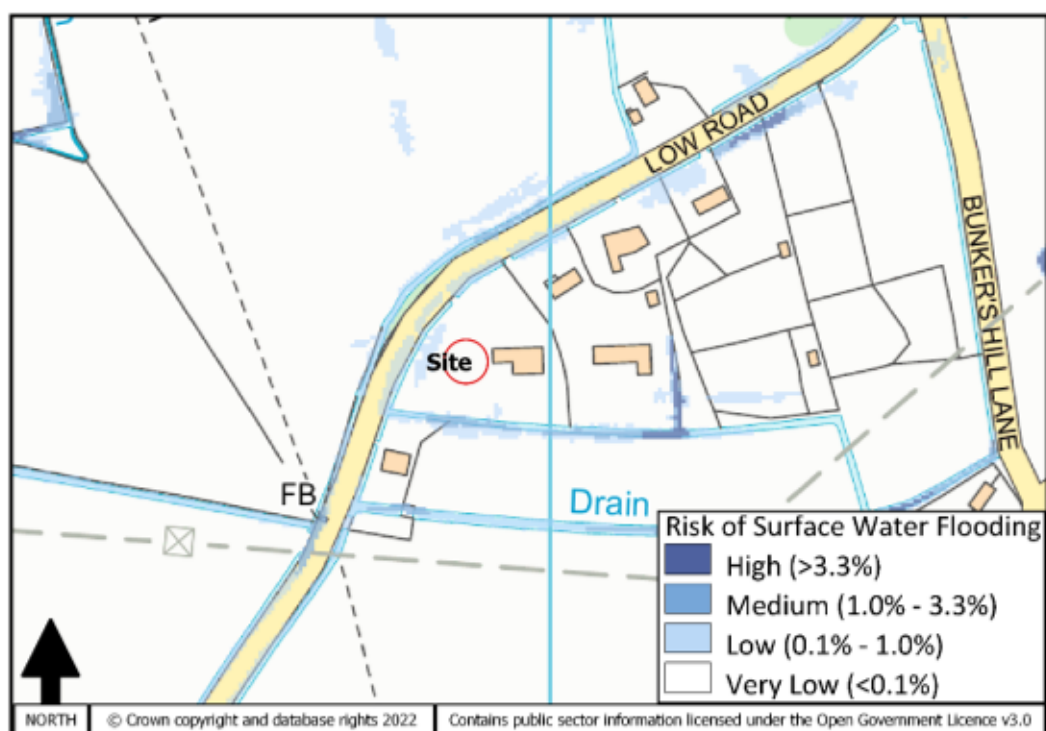 LOW ROAD
BUNKER'S HILL LANE
Site
FB
Drain
Risk of Surface Water Flooding
High (>3.3%)
Medium (1.0% - 3.3%)
Low (0.1% - 1.0%)
Very Low (<0.1%)
NORTH
© Crown copyright and database rights 2022
Contains public sector information licensed under the Open Government Licence v3.0